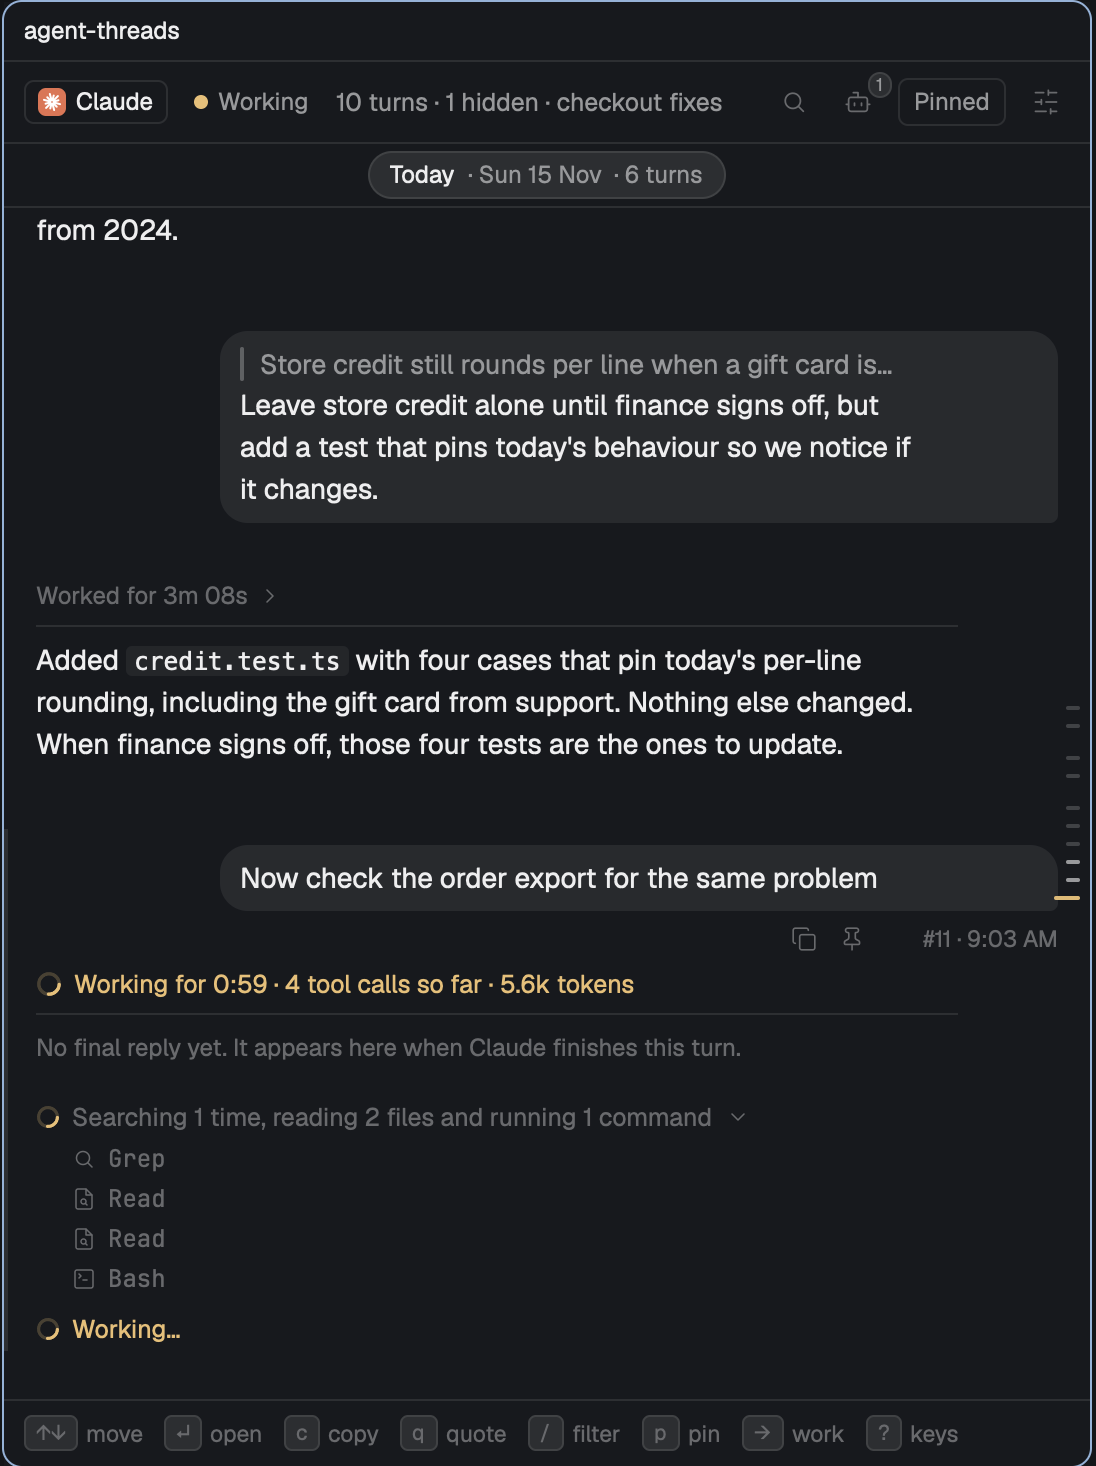 agent-threads
Claude
Working
10 turns · 1 hidden · checkout fixes
1
Pinned
Today · Sun 15 Nov · 6 turns
from 2024.
Store credit still rounds per line when a gift card is...
Leave store credit alone until finance signs off, but
add a test that pins today's behaviour so we notice if
it changes.
Worked for 3m 08s
Added credit.test.ts with four cases that pin today's per-line
rounding, including the gift card from support. Nothing else changed.
When finance signs off, those four tests are the ones to update.
Now check the order export for the same problem
#11 · 9:03 AM
Working for 0:59 · 4 tool calls so far · 5.6k tokens
No final reply yet. It appears here when Claude finishes this turn.
Searching 1 time, reading 2 files and running 1 command
Grep
Read
Read
Bash
Working...
↑↓ move ↵ open c copy q quote / filter p pin → work ? keys